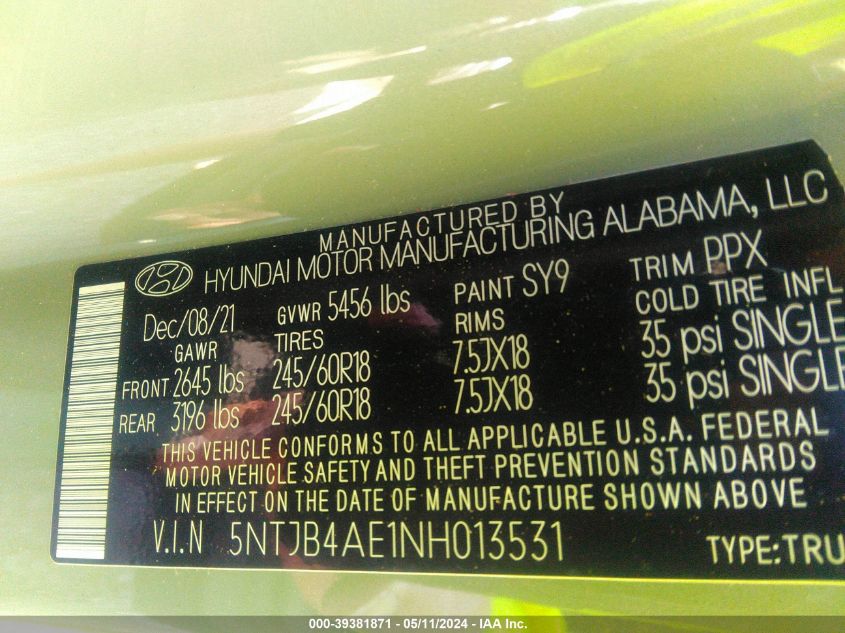 MANUFACTURED BY
HYUNDAI MOTOR MANUFACTURING ALABAMA, LLC
Dec/08/21 GVWR 5456 lbs PAINT SY9 TRIM PPX
GAWR TIRES RIMS COLD TIRE INFL
FRONT 2645 lbs 245/60R18 7.5JX18 35 psi SINGLE
REAR 3196 lbs 245/60R18 7.5JX18 35 psi SINGLE
THIS VEHICLE CONFORMS TO ALL APPLICABLE U.S.A. FEDERAL
MOTOR VEHICLE SAFETY AND THEFT PREVENTION STANDARDS
IN EFFECT ON THE DATE OF MANUFACTURE SHOWN ABOVE
V.I.N 5NTJB4AE1NH013531 TYPE:TRU
000-39381871 - 05/11/2024 - IAA Inc.